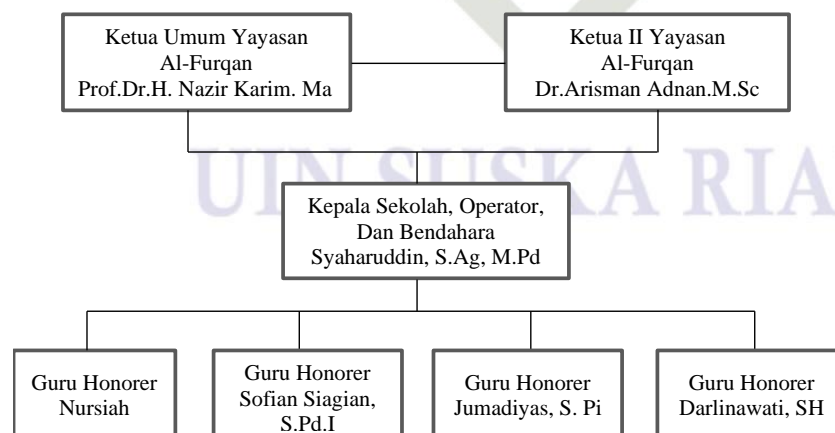 Ketua Umum Yayasan
Al-Furqan
Prof.Dr.H. Nazir Karim. Ma
Ketua II Yayasan
Al-Furqan
Dr.Arisman Adnan.M.Sc
UIN SUSKA RIA
Kepala Sekolah, Operator,
Dan Bendahara
Syaharuddin, S.Ag, M.Pd
Guru Honorer
Nursiah
Guru Honorer
Sofian Siagian,
S.Pd.I
Guru Honorer
Jumadiyas, S. Pi
Guru Honorer
Darlinawati, SH